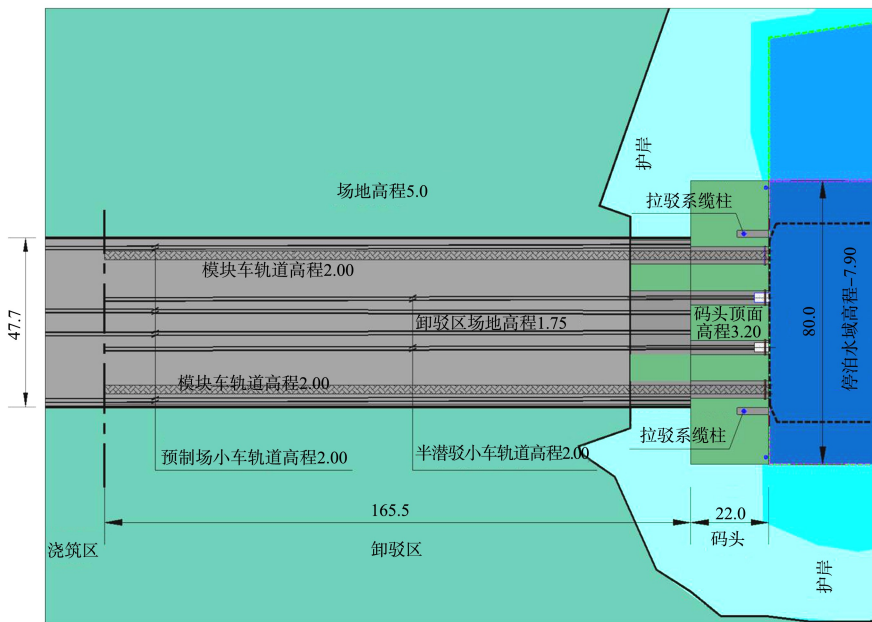 护岸
场地高程5.0
拉驳系缆柱
模块车轨道高程2.00
47.7
卸驳区场地高程1.75
码头顶面
高程3.20
80.0
停泊水域高程-7.90
模块车轨道高程2.00
拉驳系缆柱
预制场小车轨道高程2.00
半潜驳小车轨道高程2.00
165.5
22.0
浇筑区
卸驳区
码头
护岸